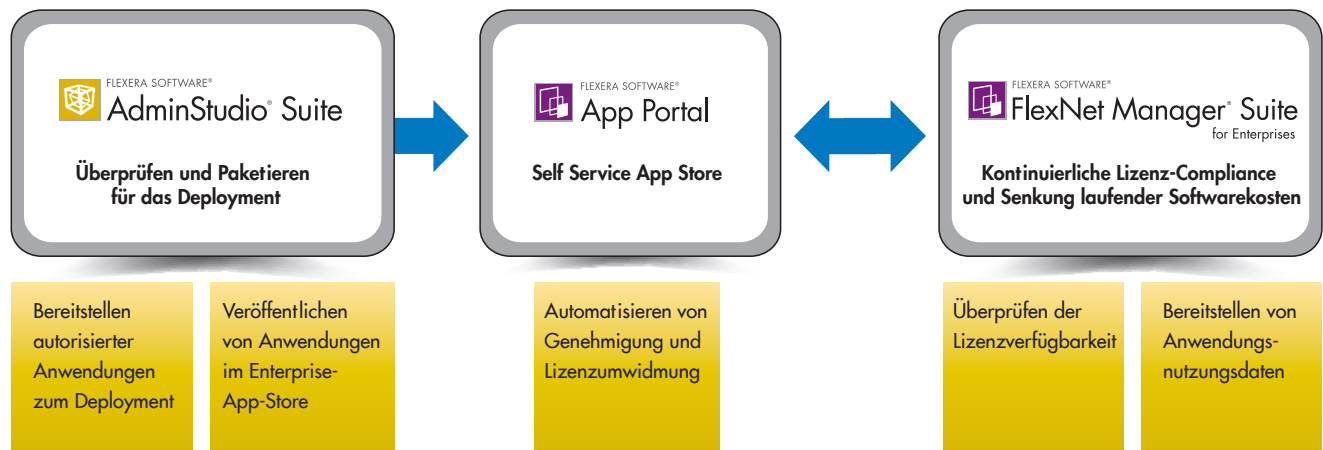 FLEXERA SOFTWARE®
AdminStudio® Suite
Überprüfen und Paketieren
für das Deployment
FLEXERA SOFTWARE®
App Portal
Self Service App Store
FLEXERA SOFTWARE®
FlexNet Manager® Suite
for Enterprises
Kontinuierliche Lizenz-Compliance
und Senkung laufender Softwarekosten
Bereitstellen
autorisierter
Anwendungen
zum Deployment
Veröffentlichen
von Anwendungen
im Enterprise-
App-Store
Automatisieren von
Genehmigung und
Lizenzumwidmung
Überprüfen der
Lizenzverfügbarkeit
Bereitstellen von
Anwendungs-
nutzungsdaten